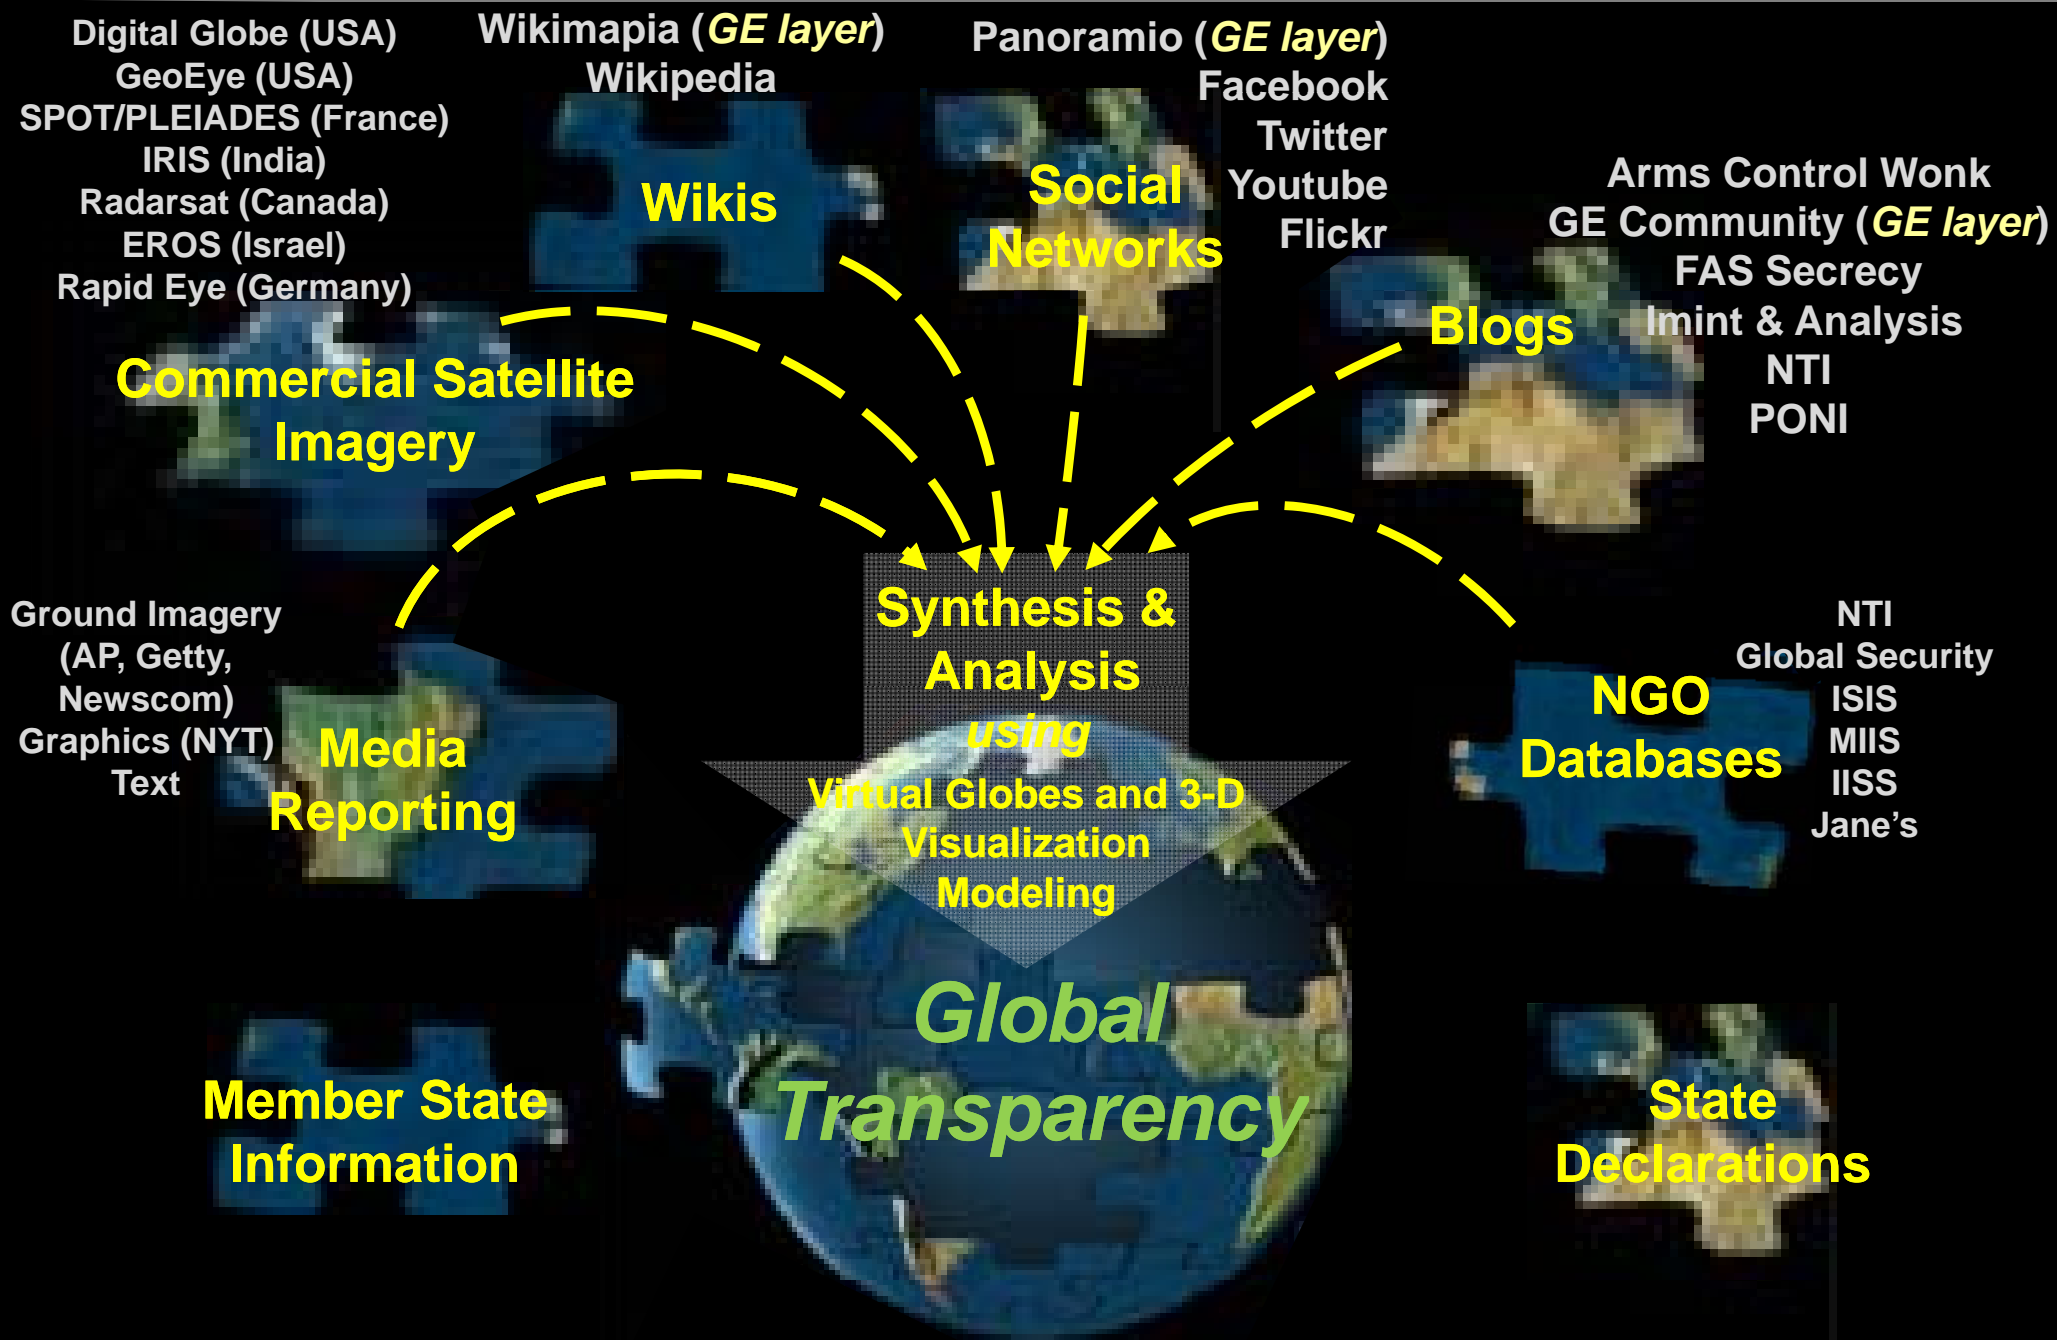 Digital Globe (USA)
GeoEye (USA)
SPOT/PLEIADES (France)
IRIS (India)
Radarsat (Canada)
EROS (Israel)
Rapid Eye (Germany)
Commercial Satellite
Imagery
Wikimapia (GE layer)
Wikipedia
Wikis
Panoramio (GE layer)
Facebook
Twitter
Youtube
Flickr
Social
Networks
Arms Control Wonk
GE Community (GE layer)
FAS Secrecy
Imint & Analysis
NTI
PONI
Blogs
Ground Imagery
(AP, Getty,
Newscom)
Graphics (NYT)
Text
Media
Reporting
Synthesis &
Analysis
using
Virtual Globes and 3-D
Visualization
Modeling
NTI
Global Security
ISIS
MIIS
IISS
Jane's
NGO
Databases
Global
Transparency
Member State
Information
State
Declarations